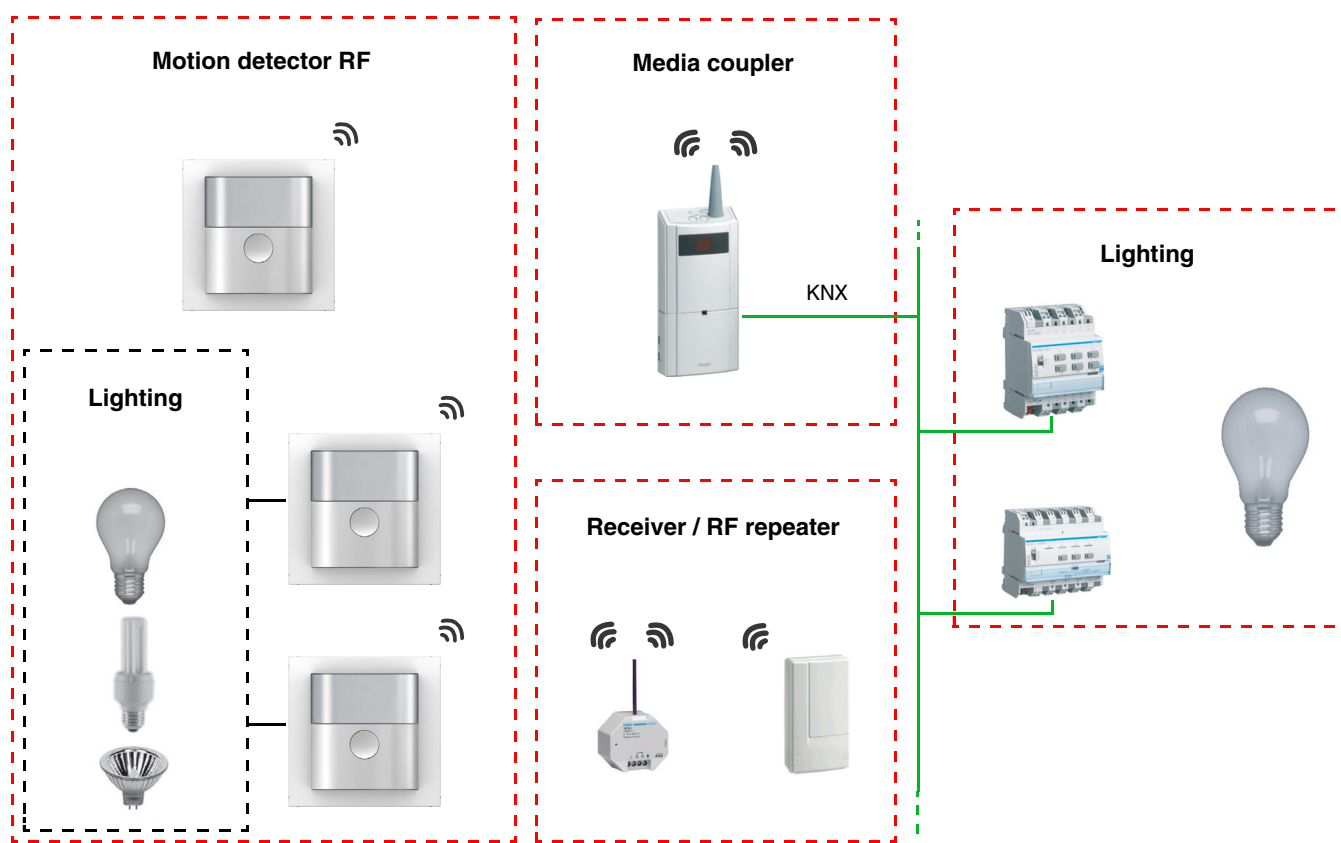 Motion detector RF
Media coupler
KNX
Lighting
Lighting
Receiver / RF repeater